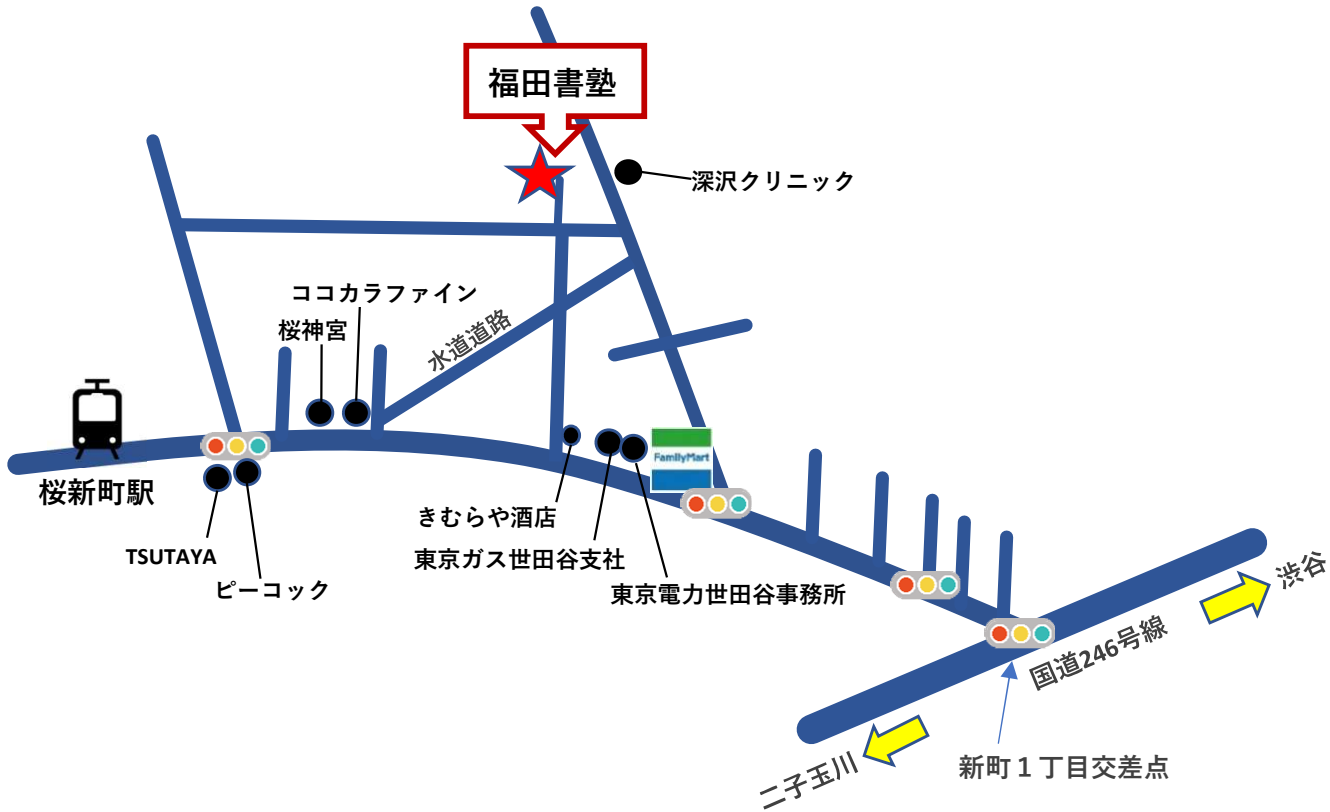 福田書塾
深沢クリニック
ココカラファイン
桜神宮
水道道路
FamilyMart
桜新町駅
きむらや酒店
TSUTAYA
東京ガス世田谷支社
ピーコック
東京電力世田谷事務所
渋谷
国道246号線
二子玉川
新町１丁目交差点